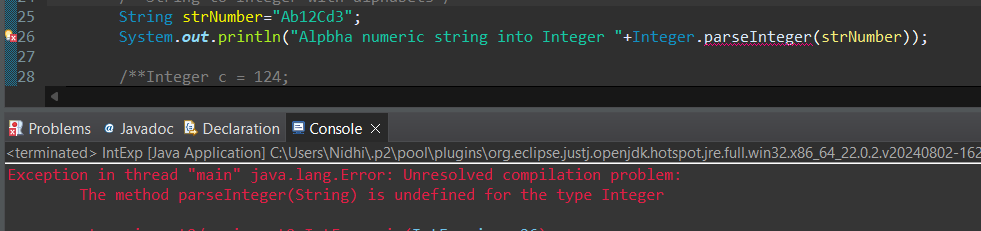 25 String strNumber="Ab12Cd3";
26 System.out.println("Alpbha numeric string into Integer "+Integer.parseInteger(strNumber));
27
28 /**Integer c = 124;
Problems @ Javadoc Declaration Console ×
<terminated> IntExp [Java Application] C:\Users\Nidhi\.p2\pool\plugins\org.eclipse.justj.openjdk.hotspot.jre.full.win32.x86_64_22.0.2.v20240802-162
Exception in thread "main" java.lang.Error: Unresolved compilation problem:
The method parseInteger(String) is undefined for the type Integer